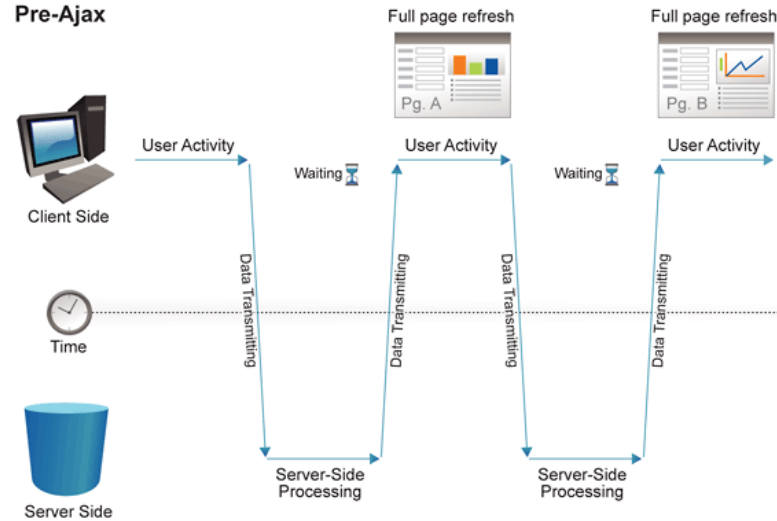 Pre-Ajax
Full page refresh
Full page refresh
Pg. A
Pg. B
User Activity
User Activity
User Activity
Waiting
Waiting
Client Side
Data Transmitting
Data Transmitting
Data Transmitting
Data Transmitting
Time
Server-Side
Processing
Server-Side
Processing
Server Side